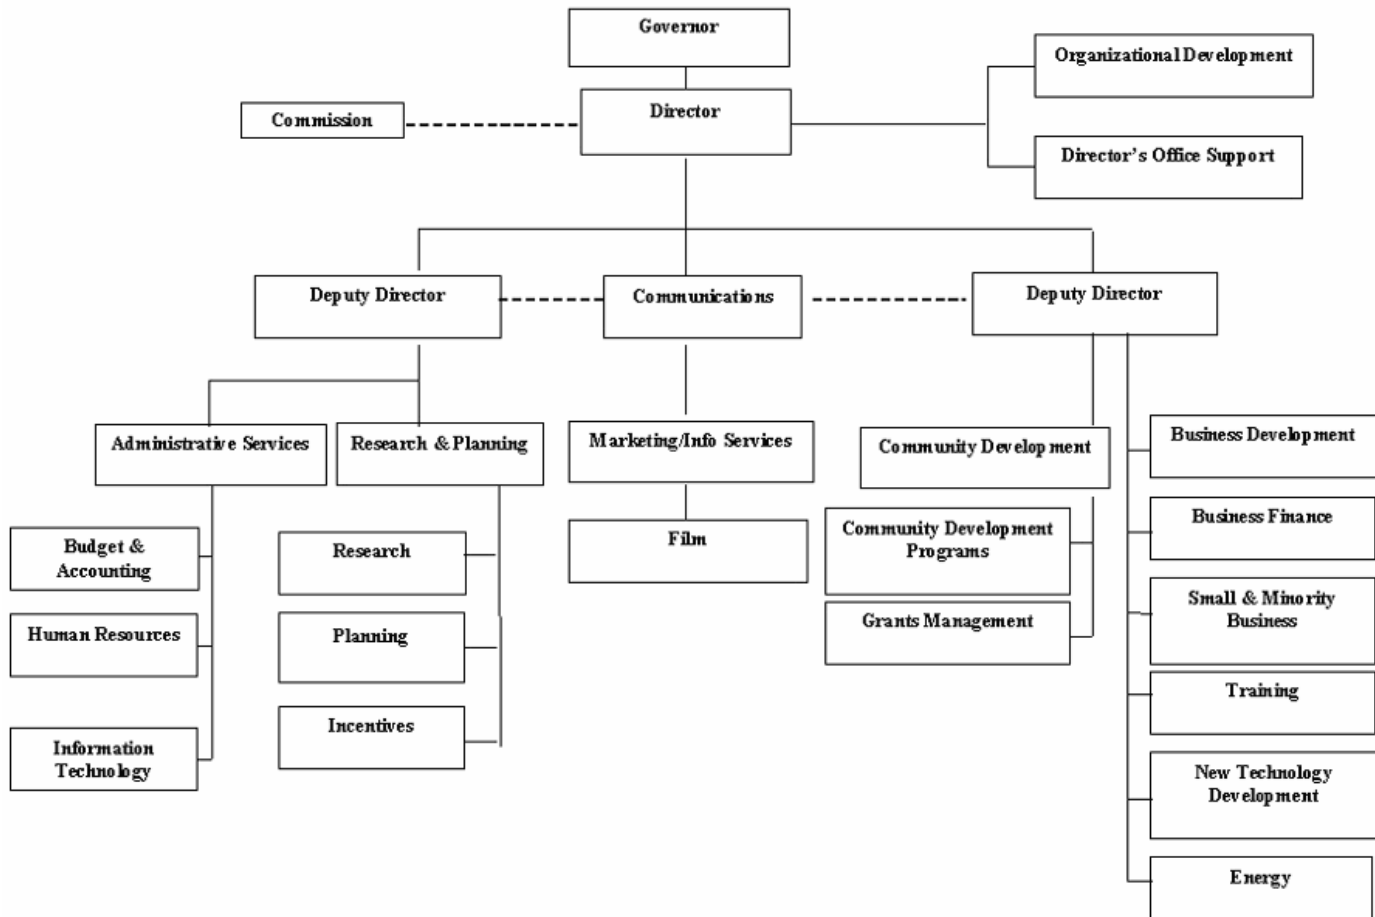 Governor
Organizational Development
Commission
Director
Director's Office Support
Deputy Director
Communications
Deputy Director
Administrative Services
Research & Planning
Marketing/Info Services
Community Development
Business Development
Budget &
Accounting
Research
Film
Community Development
Programs
Business Finance
Human Resources
Planning
Grants Management
Small & Minority
Business
Information
Technology
Incentives
Training
New Technology
Development
Energy